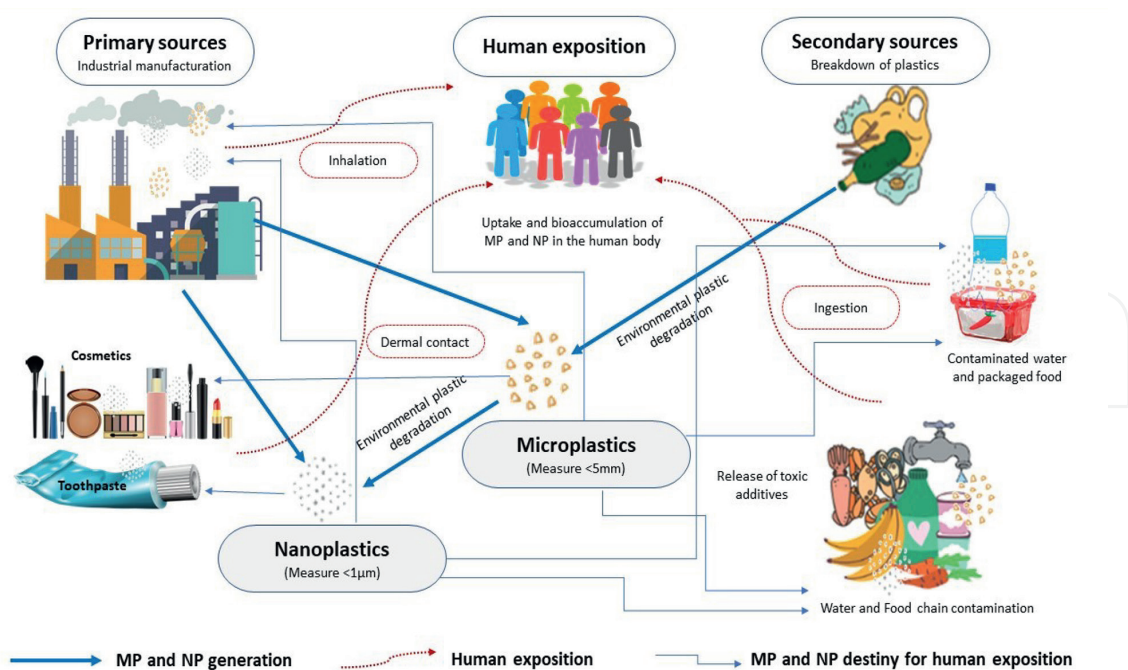 Primary sources
Industrial manufacturation
Human exposition
Secondary sources
Breakdown of plastics
Inhalation
Uptake and bioaccumulation of
MP and NP in the human body
Environmental plastic
degradation
Ingestion
Dermal contact
Contaminated water
and packaged food
Cosmetics
Environmental plastic
degradation
Microplastics
(Measure <5mm)
Release of toxic
additives
Toothpaste
Nanoplastics
(Measure <1µm)
Water and Food chain contamination
MP and NP generation
Human exposition
MP and NP destiny for human exposition